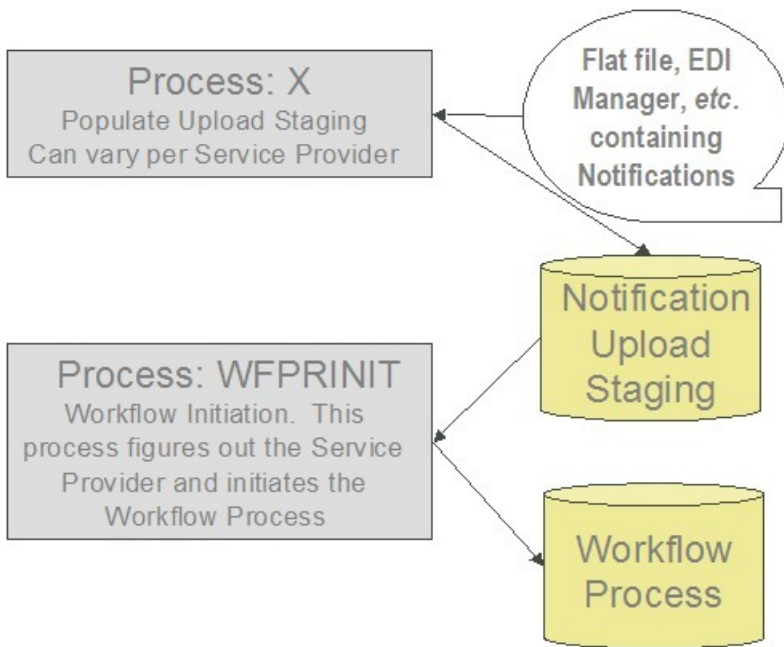 Process: X
Populate Upload Staging
Can vary per Service Provider
Flat file, EDI
Manager, etc.
containing
Notifications
Notification
Upload
Staging
Process: WFPRINIT
Workflow Initiation.  This
process figures out the Service
Provider and initiates the
Workflow Process
Workflow
Process